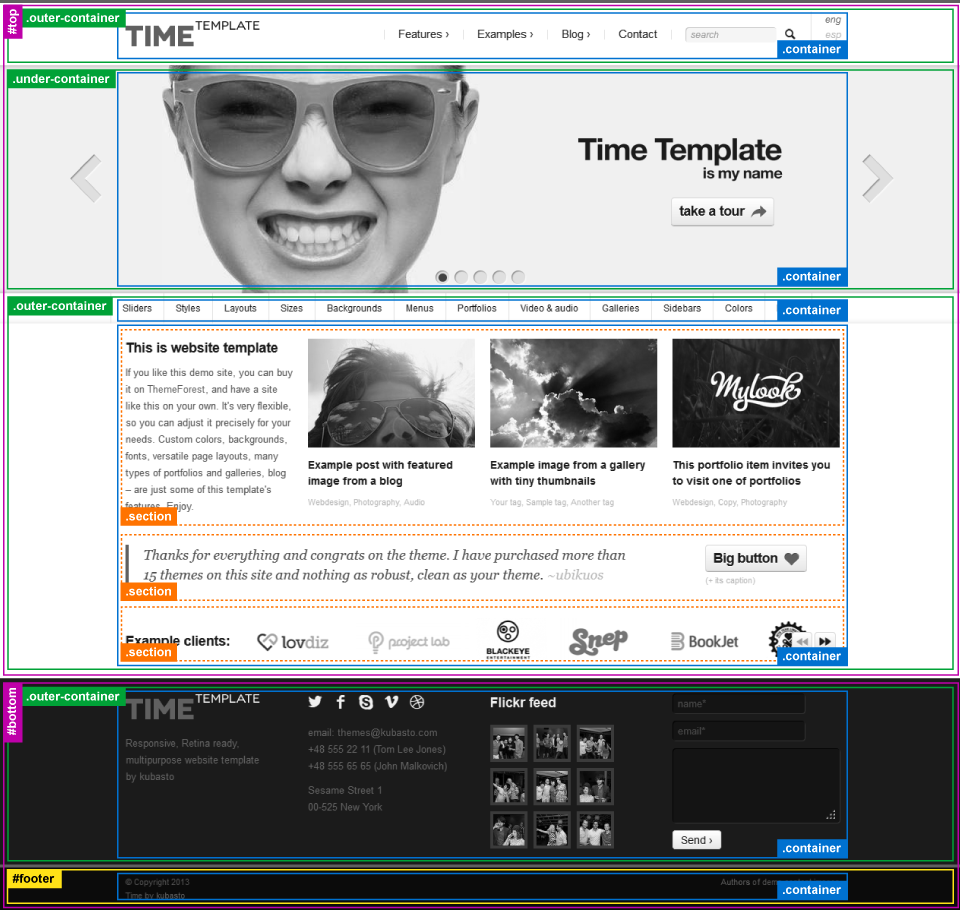 #top
.outer-container
TIME TEMPLATE
Features ›
Examples ›
Blog ›
Contact
search
eng
esp
.container
.under-container
Time Template
is my name
take a tour
.container
.outer-container
Sliders
Styles
Layouts
Sizes
Backgrounds
Menus
Portfolios
Video & audio
Galleries
Sidebars
Colors
.container
This is website template
If you like this demo site, you can buy
it on ThemeForest, and have a site
like this on your own. It's very flexible,
so you can adjust it precisely for your
needs. Custom colors, backgrounds,
fonts, versatile page layouts, many
types of portfolios and galleries, blog
– are just some of this template's
features. Enjoy.
Example post with featured
image from a blog
Webdesign, Photography, Audio
Example image from a gallery
with tiny thumbnails
Your tag, Sample tag, Another tag
Mylook
This portfolio item invites you
to visit one of portfolios
Webdesign, Copy, Photography
.section
Thanks for everything and congrats on the theme. I have purchased more than
15 themes on this site and nothing as robust, clean as your theme. ~ubikuos
Big button
(+ its caption)
.section
Example clients:
lovdiz
project lab
BLACKEYE
ENTERTAINMENT
Snep
BookJet
.section
.container
#bottom
.outer-container
TIME TEMPLATE
Responsive, Retina ready,
multipurpose website template
by kubasto
email: themes@kubasto.com
+48 555 22 11 (Tom Lee Jones)
+48 555 65 65 (John Malkovich)
Sesame Street 1
00-525 New York
Flickr feed
name*
email*
Send ›
.container
#footer
© Copyright 2013
Time by kubasto
Authors of
.container